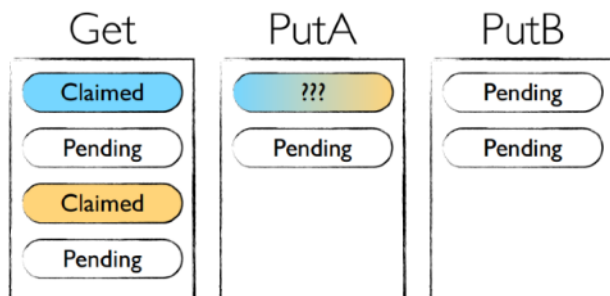 Get
Claimed
Pending
Claimed
Pending
PutA
???
Pending
PutB
Pending
Pending